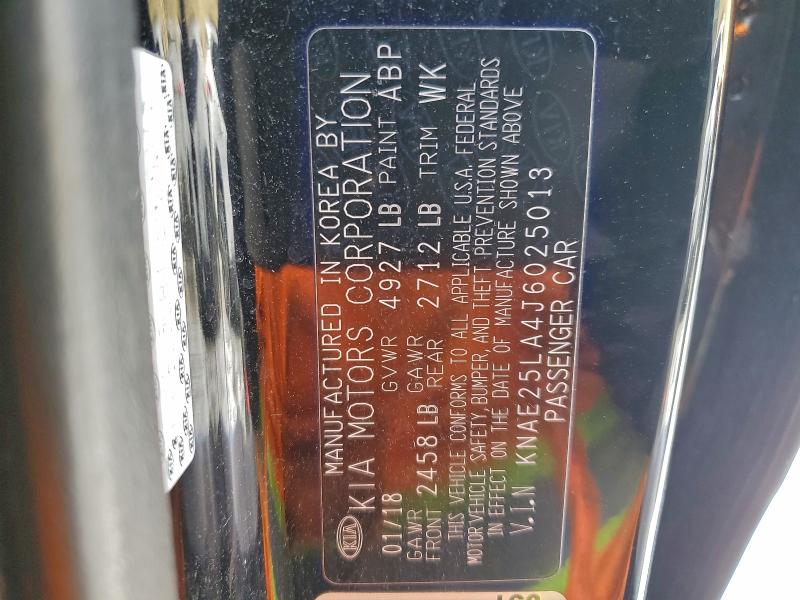 MANUFACTURED IN KOREA BY
KIA KIA MOTORS CORPORATION
01/18 GVWR 4927 LB PAINT ABP
GAWR FRONT 2458 LB GAWR REAR 2712 LB TRIM WK
THIS VEHICLE CONFORMS TO ALL APPLICABLE U.S.A. FEDERAL
MOTOR VEHICLE SAFETY, BUMPER, AND THEFT PREVENTION STANDARDS
IN EFFECT ON THE DATE OF MANUFACTURE SHOWN ABOVE
V.I.N KNAE25LA4J6025013
PASSENGER CAR